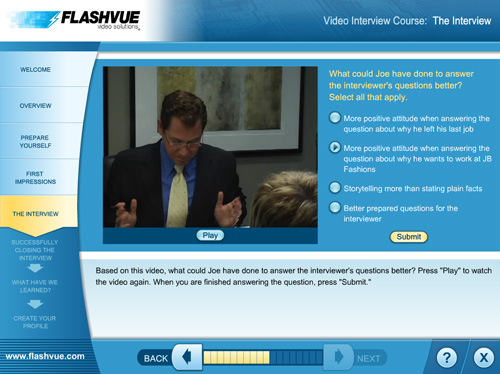 FLASHVUE
video solutions
Video Interview Course: The Interview
WELCOME
OVERVIEW
PREPARE
YOURSELF
FIRST
IMPRESSIONS
THE INTERVIEW
SUCCESSFULLY
CLOSING THE
INTERVIEW
WHAT HAVE WE
LEARNED?
CREATE YOUR
PROFILE
www.flashvue.com
Play
What could Joe have done to answer
the interviewer's questions better?
Select all that apply.
More positive attitude when answering the
question about why he left his last job
More positive attitude when answering the
question about why he wants to work at JB
Fashions
Storytelling more than stating plain facts
Better prepared questions for the
interviewer
Submit
Based on this video, what could Joe have done to answer the interviewer's questions better? Press "Play" to watch
the video again. When you are finished answering the question, press "Submit."
BACK
NEXT
?
X